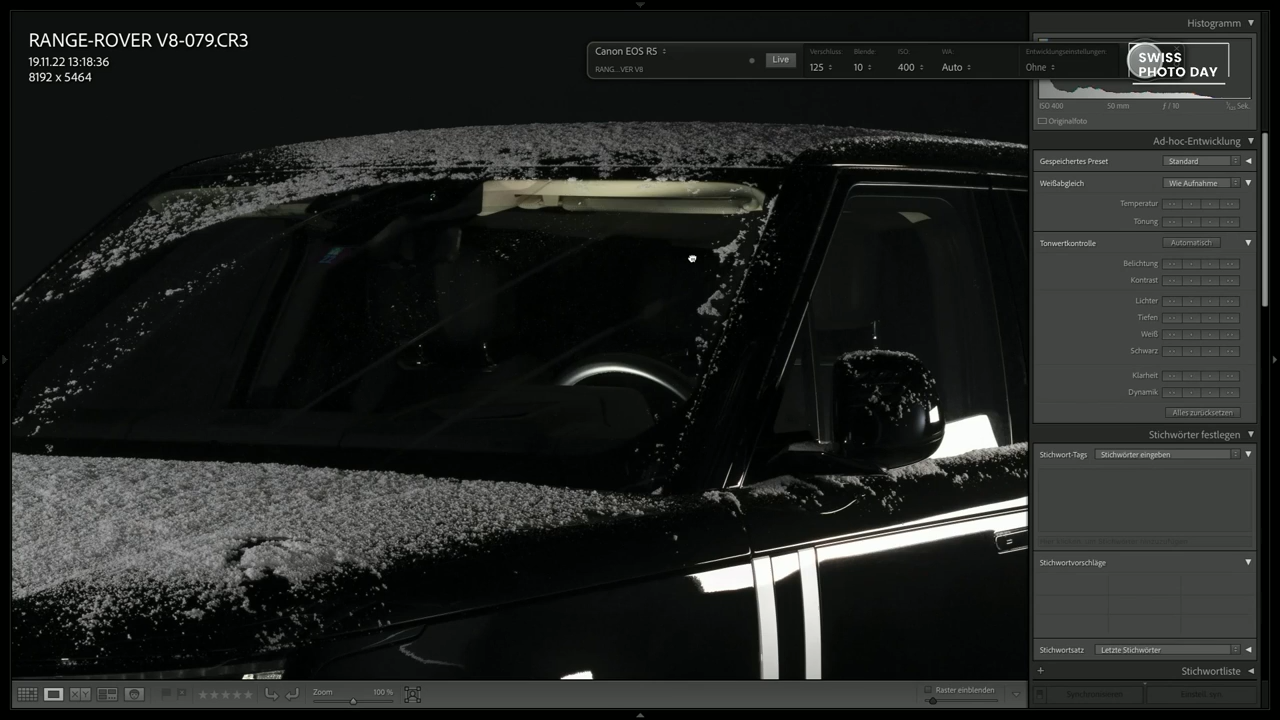 RANGE-ROVER V8-079.CR3
19.11.22 13:18:36
8192 x 5464
Canon EOS R5
RANG...VER V8
Live
Verschluss: Blende ISO: WA: Entwicklungseinstellungen
125 10 400 Auto Ohne
SWISS
PHOTO DAY
Histogramm
ISO 400 50 mm ƒ / 10 Sek.
Originalfoto
Ad-hoc-Entwicklung
Gespeichertes Preset Standard
Weißabgleich Wie Aufnahme
Temperatur
Tönung
Tonwertkontrolle Automatisch
Belichtung
Kontrast
Lichter
Tiefen
Weiß
Schwarz
Klarheit
Dynamik
Alles zurücksetzen
Stichwörter festlegen
Stichwort-Tags Stichwörter eingeben
Stichwortvorschläge
Stichwortsatz Letzte Stichwörter
+ Stichwortliste
XY Zoom 100 % Raster einblenden
Synchronisieren